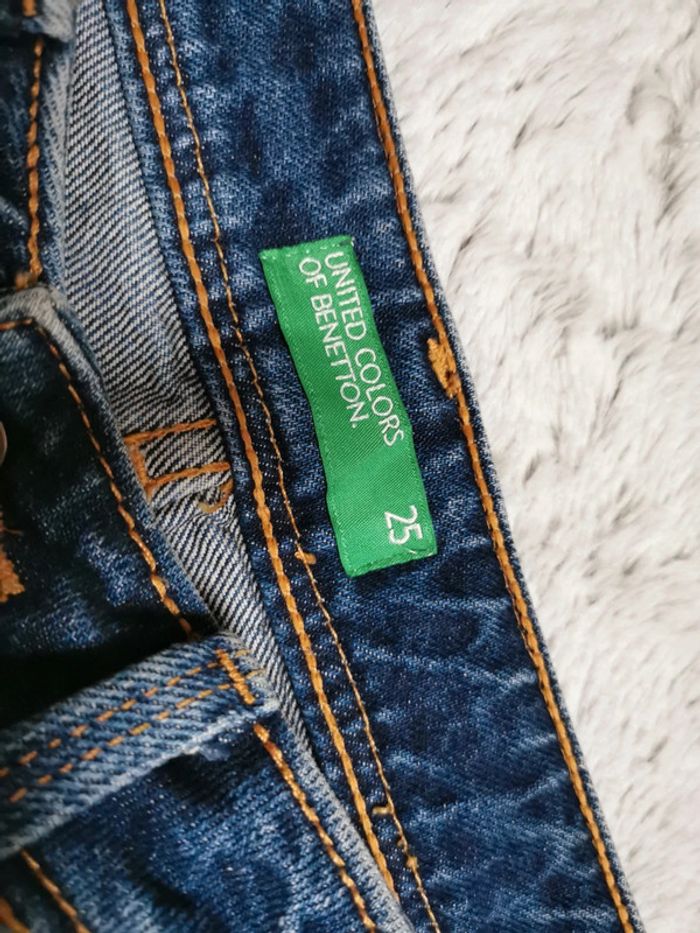 UNITED COLORS
OF BENETTON.
25